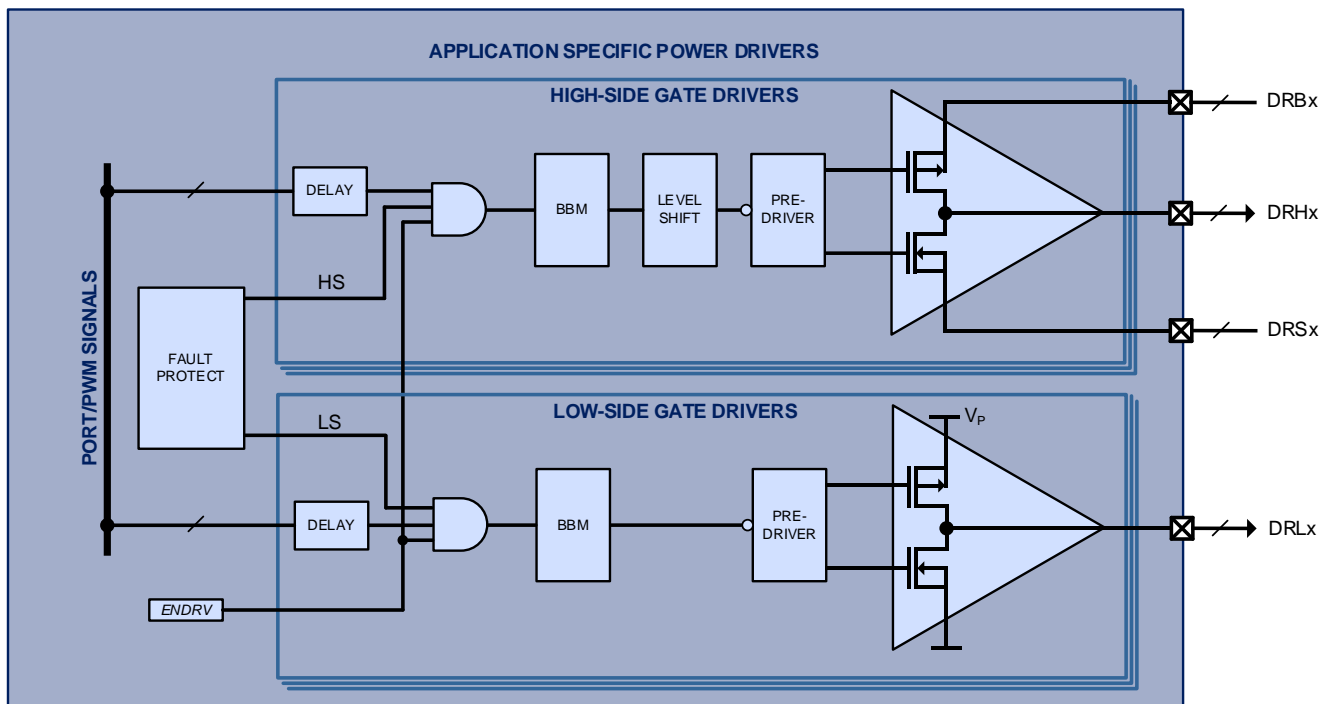 APPLICATION SPECIFIC POWER DRIVERS
HIGH-SIDE GATE DRIVERS
DRBx
DELAY
BBM
LEVEL
SHIFT
PRE-
DRIVER
DRHx
PORT/PWM SIGNALS
HS
FAULT
PROTECT
DRSx
LOW-SIDE GATE DRIVERS
LS
VP
DELAY
BBM
PRE-
DRIVER
DRLx
ENDRV